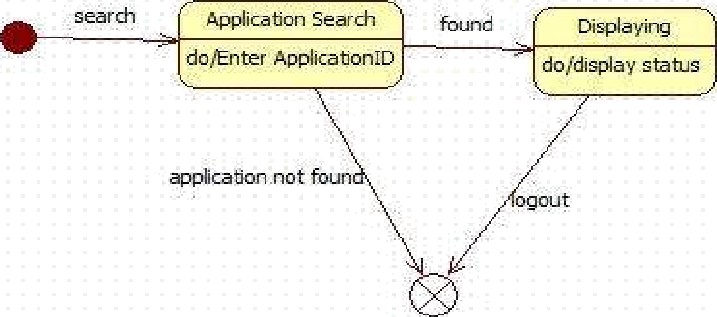 search
Application Search
do/Enter ApplicationID
found
Displaying
do/display status
application not found
logout